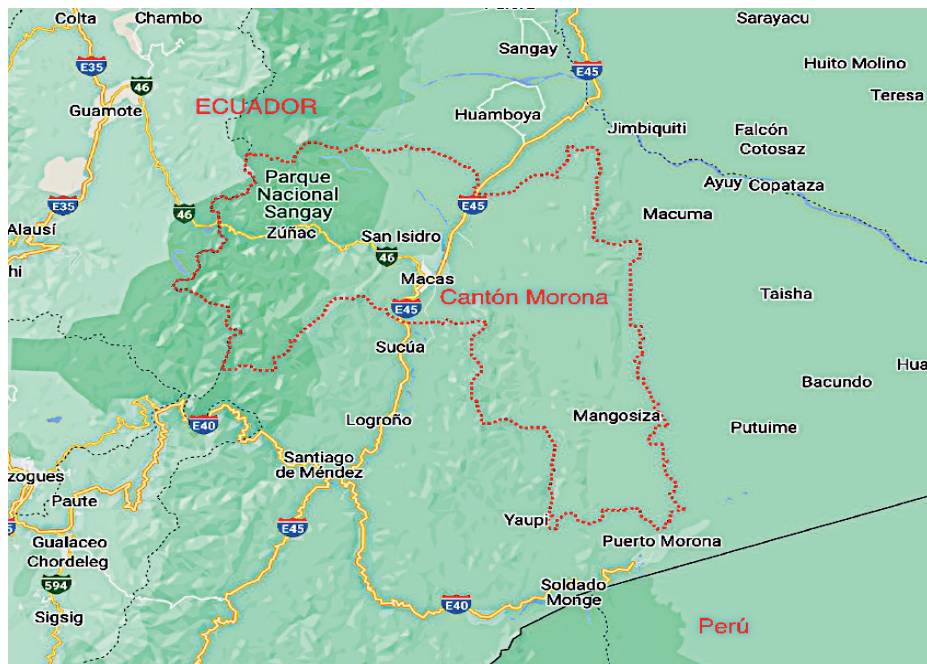 Colta
Chambo
Sarayacu
Sangay
E35
46
E45
Huito Molino
Teresa
ECUADOR
Guamote
Huamboya
Jimbiquiti
Falcón
Cotosaz
Parque
Nacional
Sangay
Ayuy
Copataza
E35
46
E45
Macuma
Alausí
Zúñac
San Isidro
46
hi
Macas
Cantón Morona
Taisha
E45
Sucúa
Hua
Bacundo
Logroño
Mangosiza
E40
Putuime
Santiago
de Méndez
zogues
Paute
Yaupi
E45
Gualaceo
Puerto Morona
Chordeleg
594
Soldado
Monge
E40
Sigsig
Perú